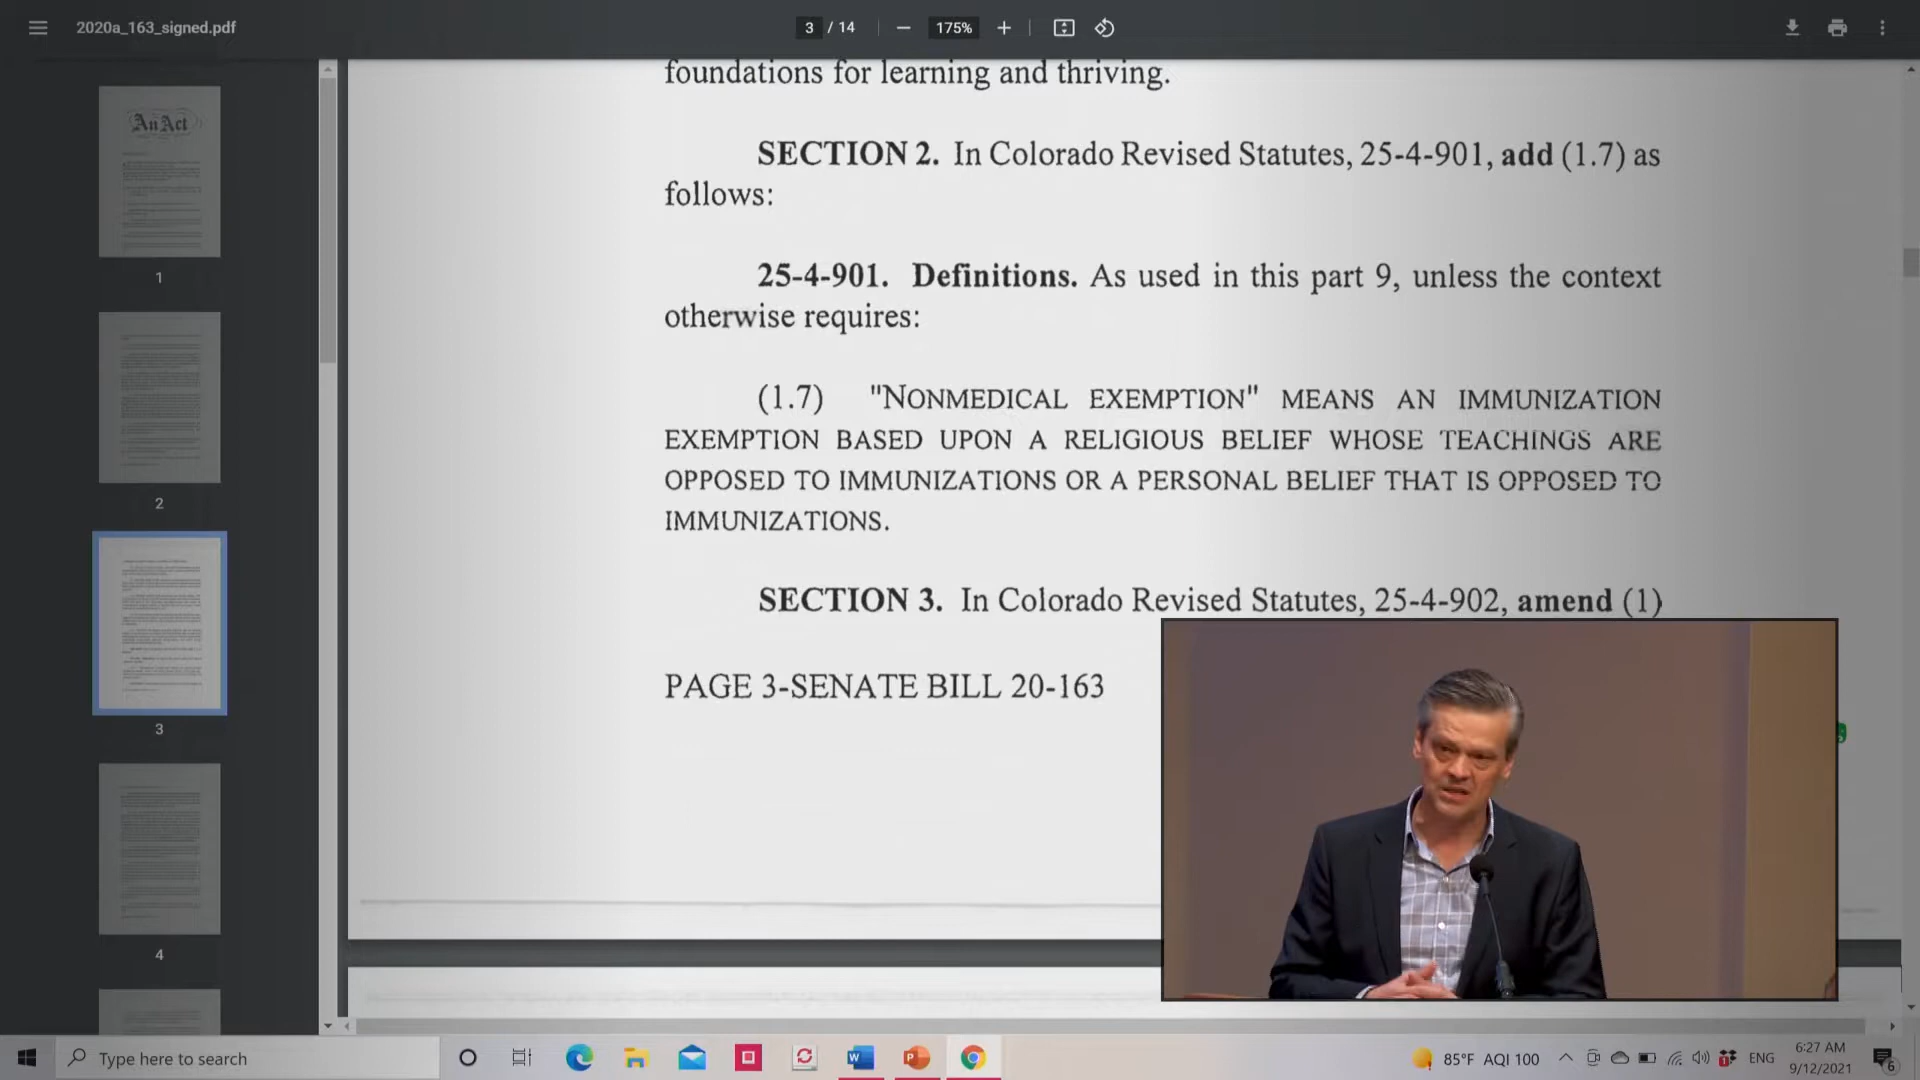 2020a_163_signed.pdf
3 / 14
175%
An Act
1
2
3
4
foundations for learning and thriving.
SECTION 2. In Colorado Revised Statutes, 25-4-901, add (1.7) as
follows:
25-4-901. Definitions. As used in this part 9, unless the context
otherwise requires:
(1.7) "NONMEDICAL EXEMPTION" MEANS AN IMMUNIZATION
EXEMPTION BASED UPON A RELIGIOUS BELIEF WHOSE TEACHINGS ARE
OPPOSED TO IMMUNIZATIONS OR A PERSONAL BELIEF THAT IS OPPOSED TO
IMMUNIZATIONS.
SECTION 3. In Colorado Revised Statutes, 25-4-902, amend (1)
PAGE 3-SENATE BILL 20-163
Type here to search
85°F AQI 100
ENG
6:27 AM
9/12/2021
6